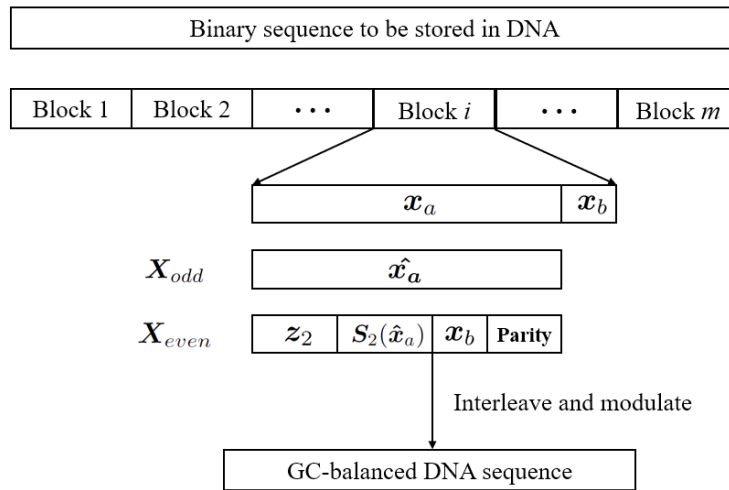 Binary sequence to be stored in DNA
Block 1 Block 2 ⋯ Block i ⋯ Block m
x_a x_b
X_odd x̂_a
X_even z_2 S_2(x̂_a) x_b Parity
Interleave and modulate
GC-balanced DNA sequence